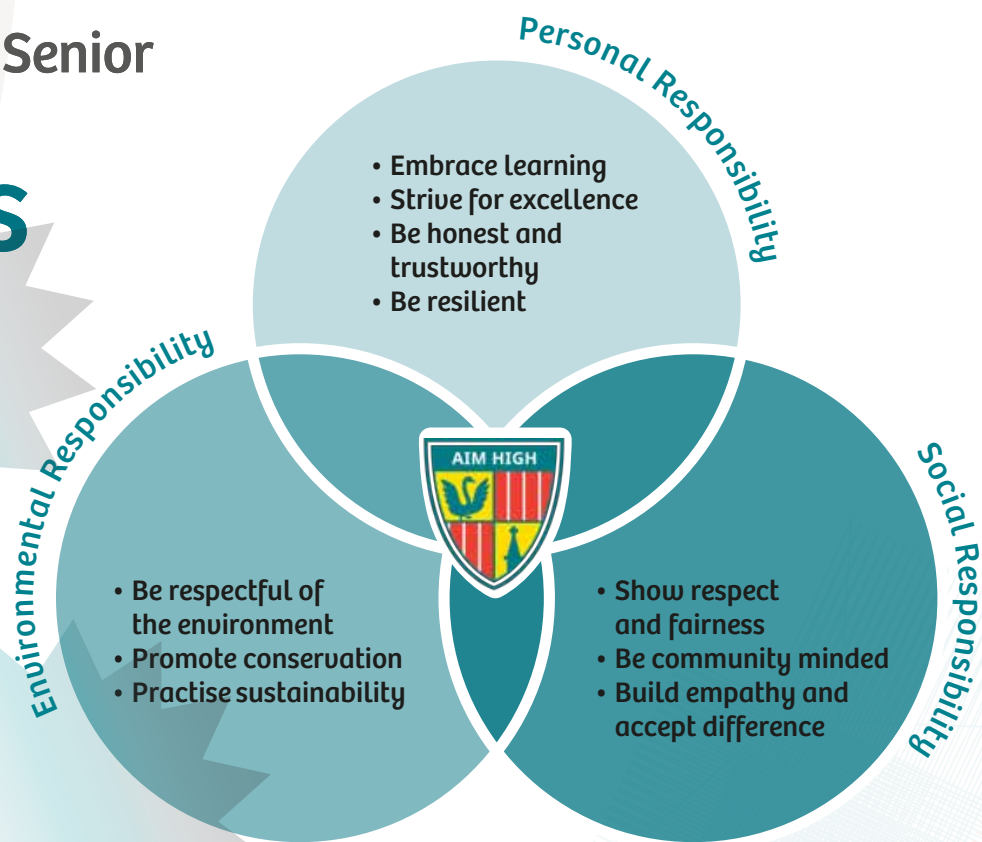 Senior
s
Personal Responsibility
• Embrace learning
• Strive for excellence
• Be honest and
trustworthy
• Be resilient
Environmental Responsibility
Social Responsibility
AIM HIGH
• Be respectful of
the environment
• Promote conservation
• Practise sustainability
• Show respect
and fairness
• Be community minded
• Build empathy and
accept difference